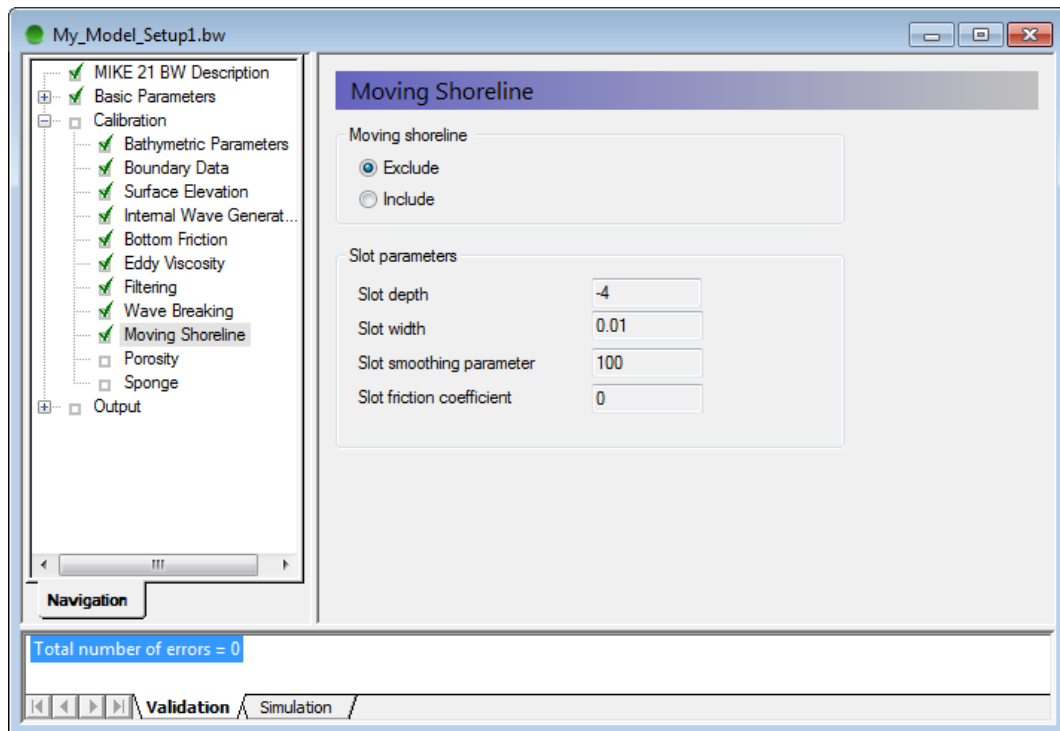 My_Model_Setup1.bw
MIKE 21 BW Description
Basic Parameters
Calibration
Bathymetric Parameters
Boundary Data
Surface Elevation
Internal Wave Generat...
Bottom Friction
Eddy Viscosity
Filtering
Wave Breaking
Moving Shoreline
Porosity
Sponge
Output
Navigation
Moving Shoreline
Moving shoreline
Exclude
Include
Slot parameters
Slot depth -4
Slot width 0.01
Slot smoothing parameter 100
Slot friction coefficient 0
Total number of errors = 0
Validation Simulation